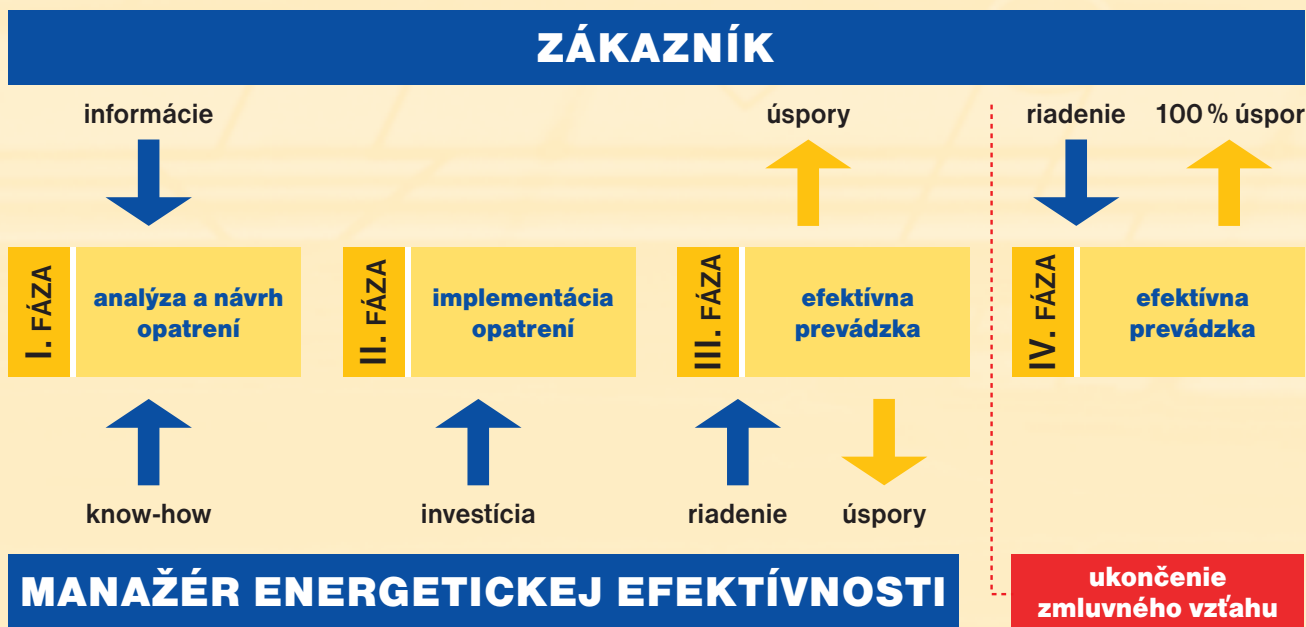 ZÁKAZNÍK
informácie
úspory
riadenie
100 % úspor
I. FÁZA
analýza a návrh
opatrení
II. FÁZA
implementácia
opatrení
III. FÁZA
efektívna
prevádzka
IV. FÁZA
efektívna
prevádzka
know-how
investícia
riadenie
úspory
MANAŽÉR ENERGETICKEJ EFEKTÍVNOSTI
ukončenie
zmluvného vzťahu